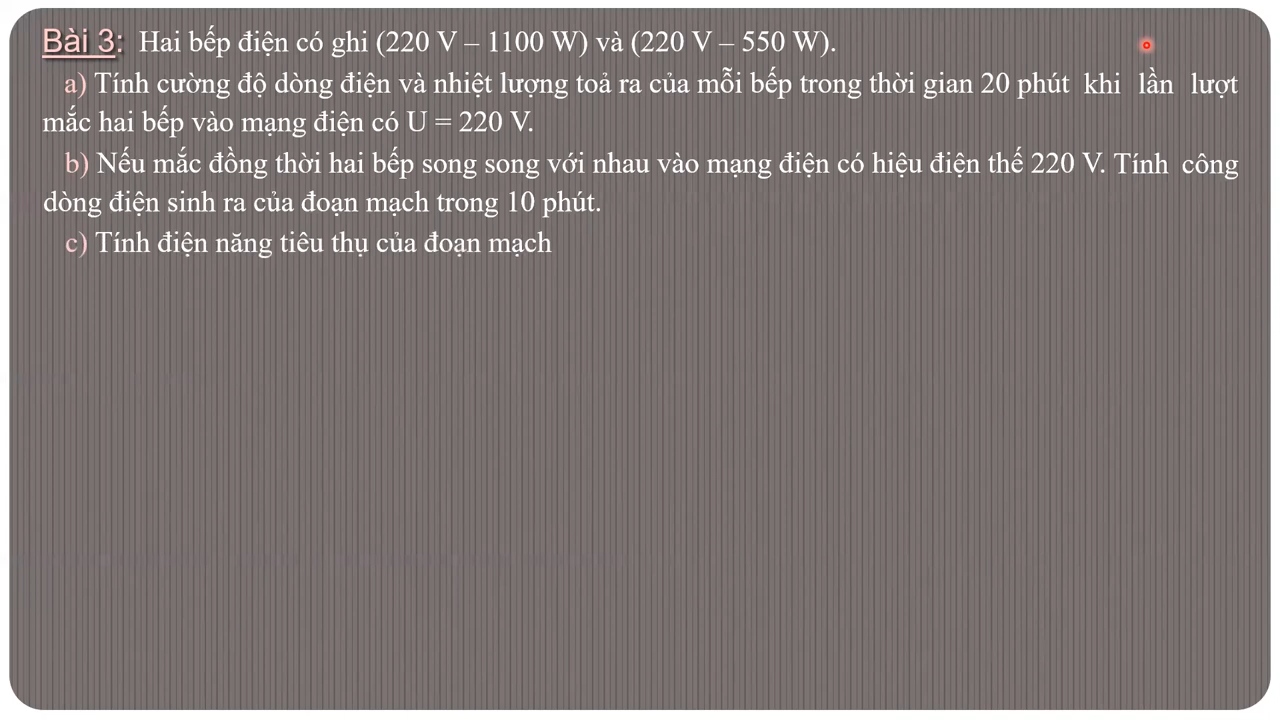 Bài 3: Hai bếp điện có ghi (220 V – 1100 W) và (220 V – 550 W).
a) Tính cường độ dòng điện và nhiệt lượng toả ra của mỗi bếp trong thời gian 20 phút khi lần lượt
mắc hai bếp vào mạng điện có U = 220 V.
b) Nếu mắc đồng thời hai bếp song song với nhau vào mạng điện có hiệu điện thế 220 V. Tính công
dòng điện sinh ra của đoạn mạch trong 10 phút.
c) Tính điện năng tiêu thụ của đoạn mạch